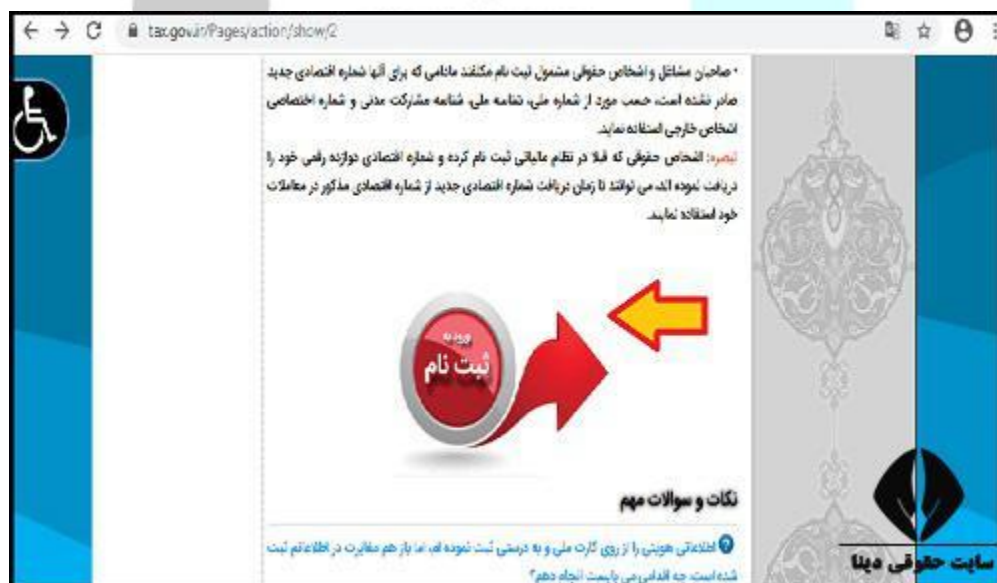 tax.gov.ir/Pages/action/show/2
• صاحبان مشاغل و اشخاص حقوقی مشمول ثبت نام مکلفند مادامی که برای آنها شماره اقتصادی جدید
صادر نشده است، حسب مورد از شماره ملی، شناسه ملی، شناسه مشارکت مدنی و شماره اختصاصی
اشخاص خارجی استفاده نمایند.
تبصره: اشخاص حقوقی که قبلا در نظام مالیاتی ثبت نام کرده و شماره اقتصادی دوازده رقمی خود را
دریافت نموده اند، می توانند تا زمان دریافت شماره اقتصادی جدید از شماره اقتصادی مذکور در معاملات
خود استفاده نمایند.
ورود به
ثبت نام
نکات و سوالات مهم
اطلاعاتی هویتی را از روی کارت ملی و به درستی ثبت نموده ام، اما باز هم مغایرت در اطلاعاتم ثبت
شده است، چه اقدامی می بایست انجام دهم؟
سایت حقوقی دینا